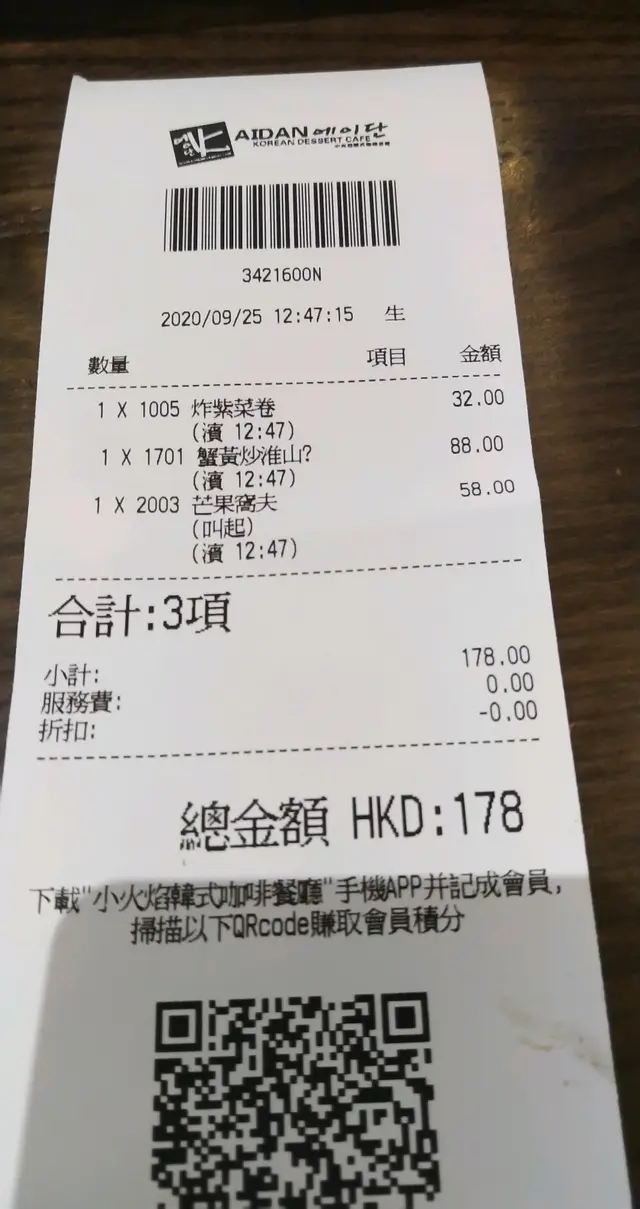 AIDAN 에이단
KOREAN DESSERT CAFE
3421600N
2020/09/25 12:47:15 生
數量 項目 金額
1 X 1005 炸紫菜卷 32.00
(濱 12:47)
1 X 1701 蟹黃炒淮山? 88.00
(濱 12:47)
1 X 2003 芒果窩夫 58.00
(叫起)
(濱 12:47)
合計:3項
小計: 178.00
服務費: 0.00
折扣: -0.00
總金額 HKD:178
下載"小火焰韓式咖啡餐廳"手機APP并記成會員,
掃描以下QRcode賺取會員積分